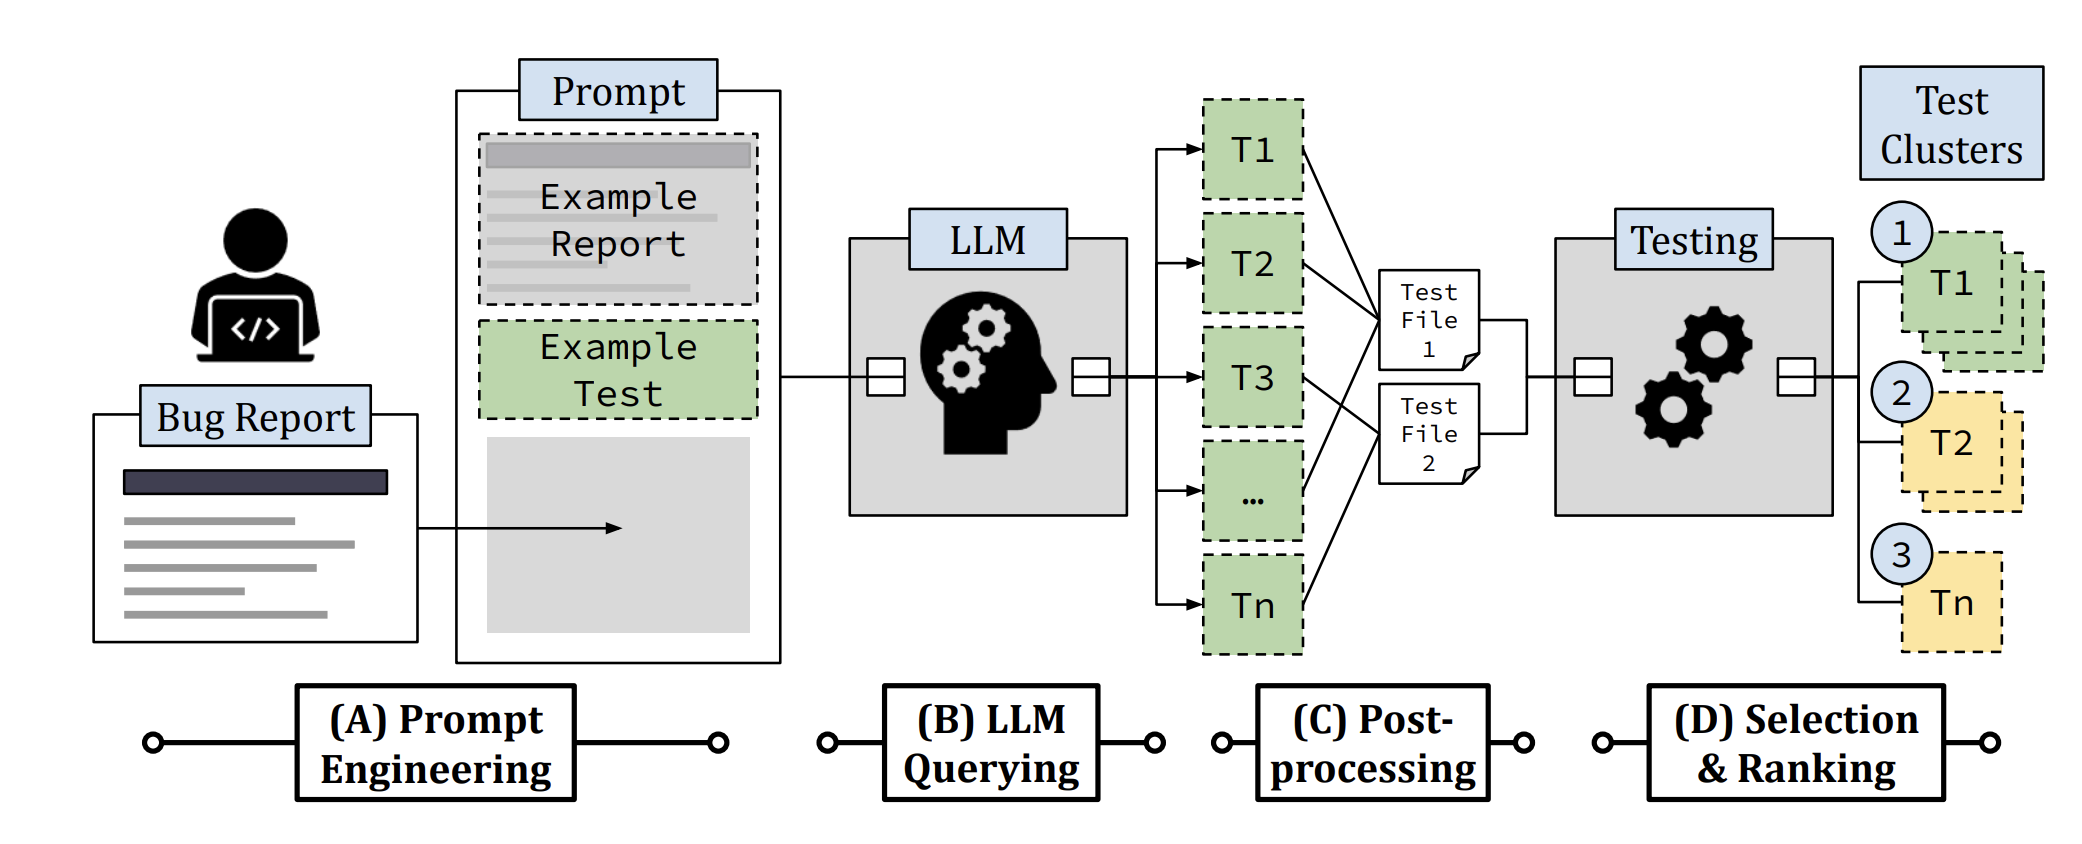 Prompt
Example
Report
Example
Test
</>
Bug Report
LLM
T1
T2
T3
...
Tn
Test
File
1
Test
File
2
Testing
Test
Clusters
1
T1
2
T2
3
Tn
(A) Prompt
Engineering
(B) LLM
Querying
(C) Post-
processing
(D) Selection
& Ranking